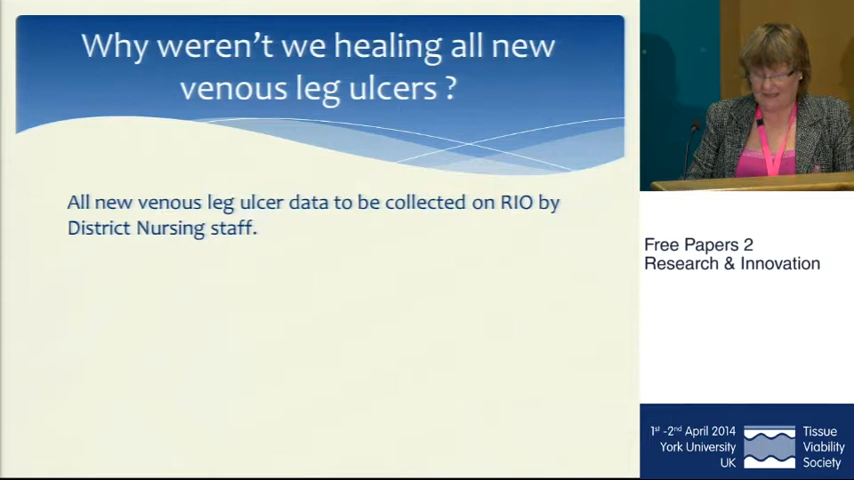 Why weren't we healing all new
venous leg ulcers ?
All new venous leg ulcer data to be collected on RIO by
District Nursing staff.
Free Papers 2
Research & Innovation
1st -2nd April 2014
York University
UK
Tissue
Viability
Society